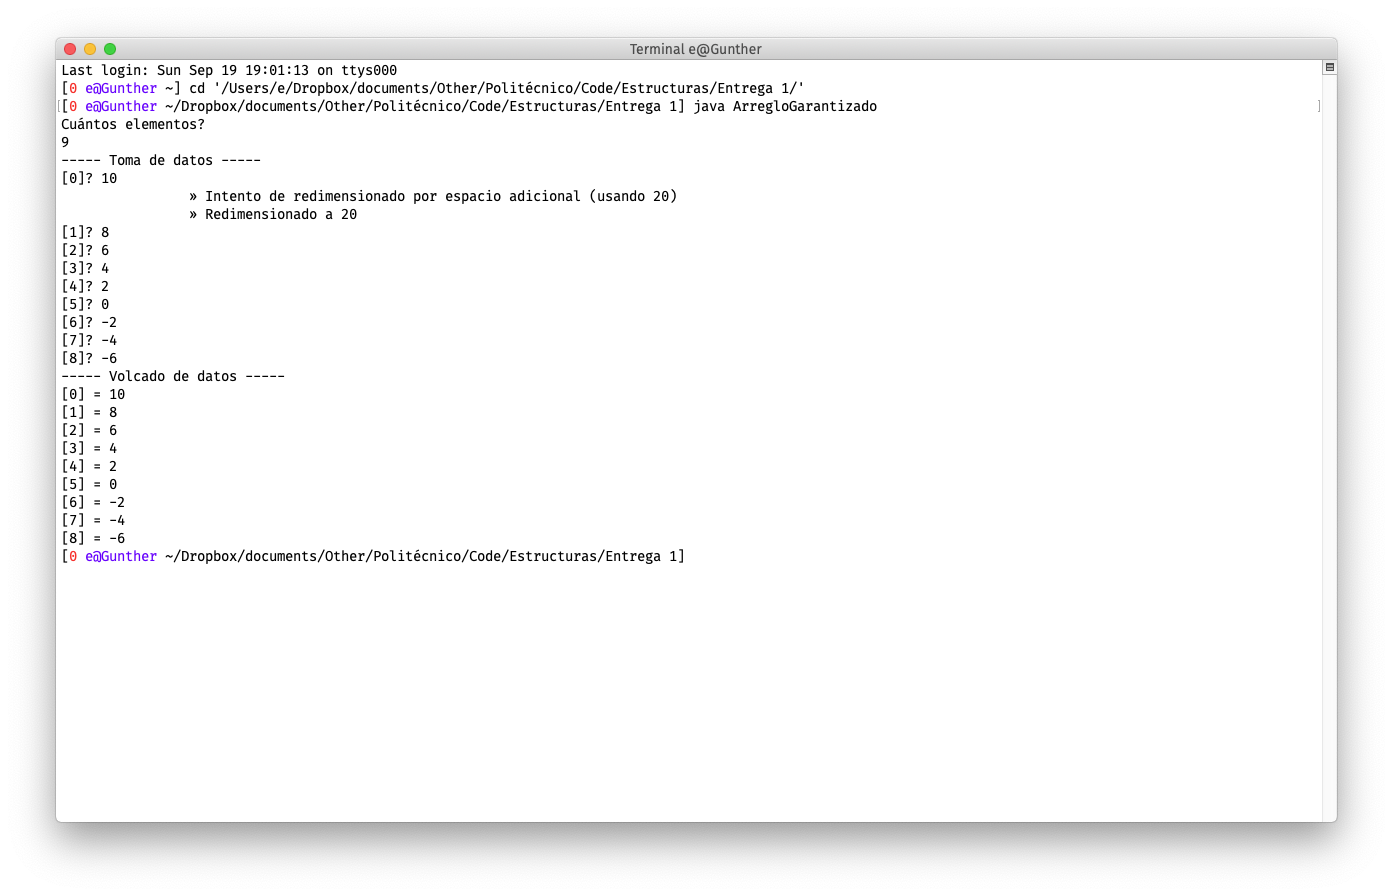 Terminal e@Gunther
Last login: Sun Sep 19 19:01:13 on ttys000
[0 e@Gunther ~] cd '/Users/e/Dropbox/documents/Other/Politécnico/Code/Estructuras/Entrega 1/'
[[0 e@Gunther ~/Dropbox/documents/Other/Politécnico/Code/Estructuras/Entrega 1] java ArregloGarantizado ]
Cuántos elementos?
9
----- Toma de datos -----
[0]? 10
» Intento de redimensionado por espacio adicional (usando 20)
» Redimensionado a 20
[1]? 8
[2]? 6
[3]? 4
[4]? 2
[5]? 0
[6]? -2
[7]? -4
[8]? -6
----- Volcado de datos -----
[0] = 10
[1] = 8
[2] = 6
[3] = 4
[4] = 2
[5] = 0
[6] = -2
[7] = -4
[8] = -6
[0 e@Gunther ~/Dropbox/documents/Other/Politécnico/Code/Estructuras/Entrega 1]